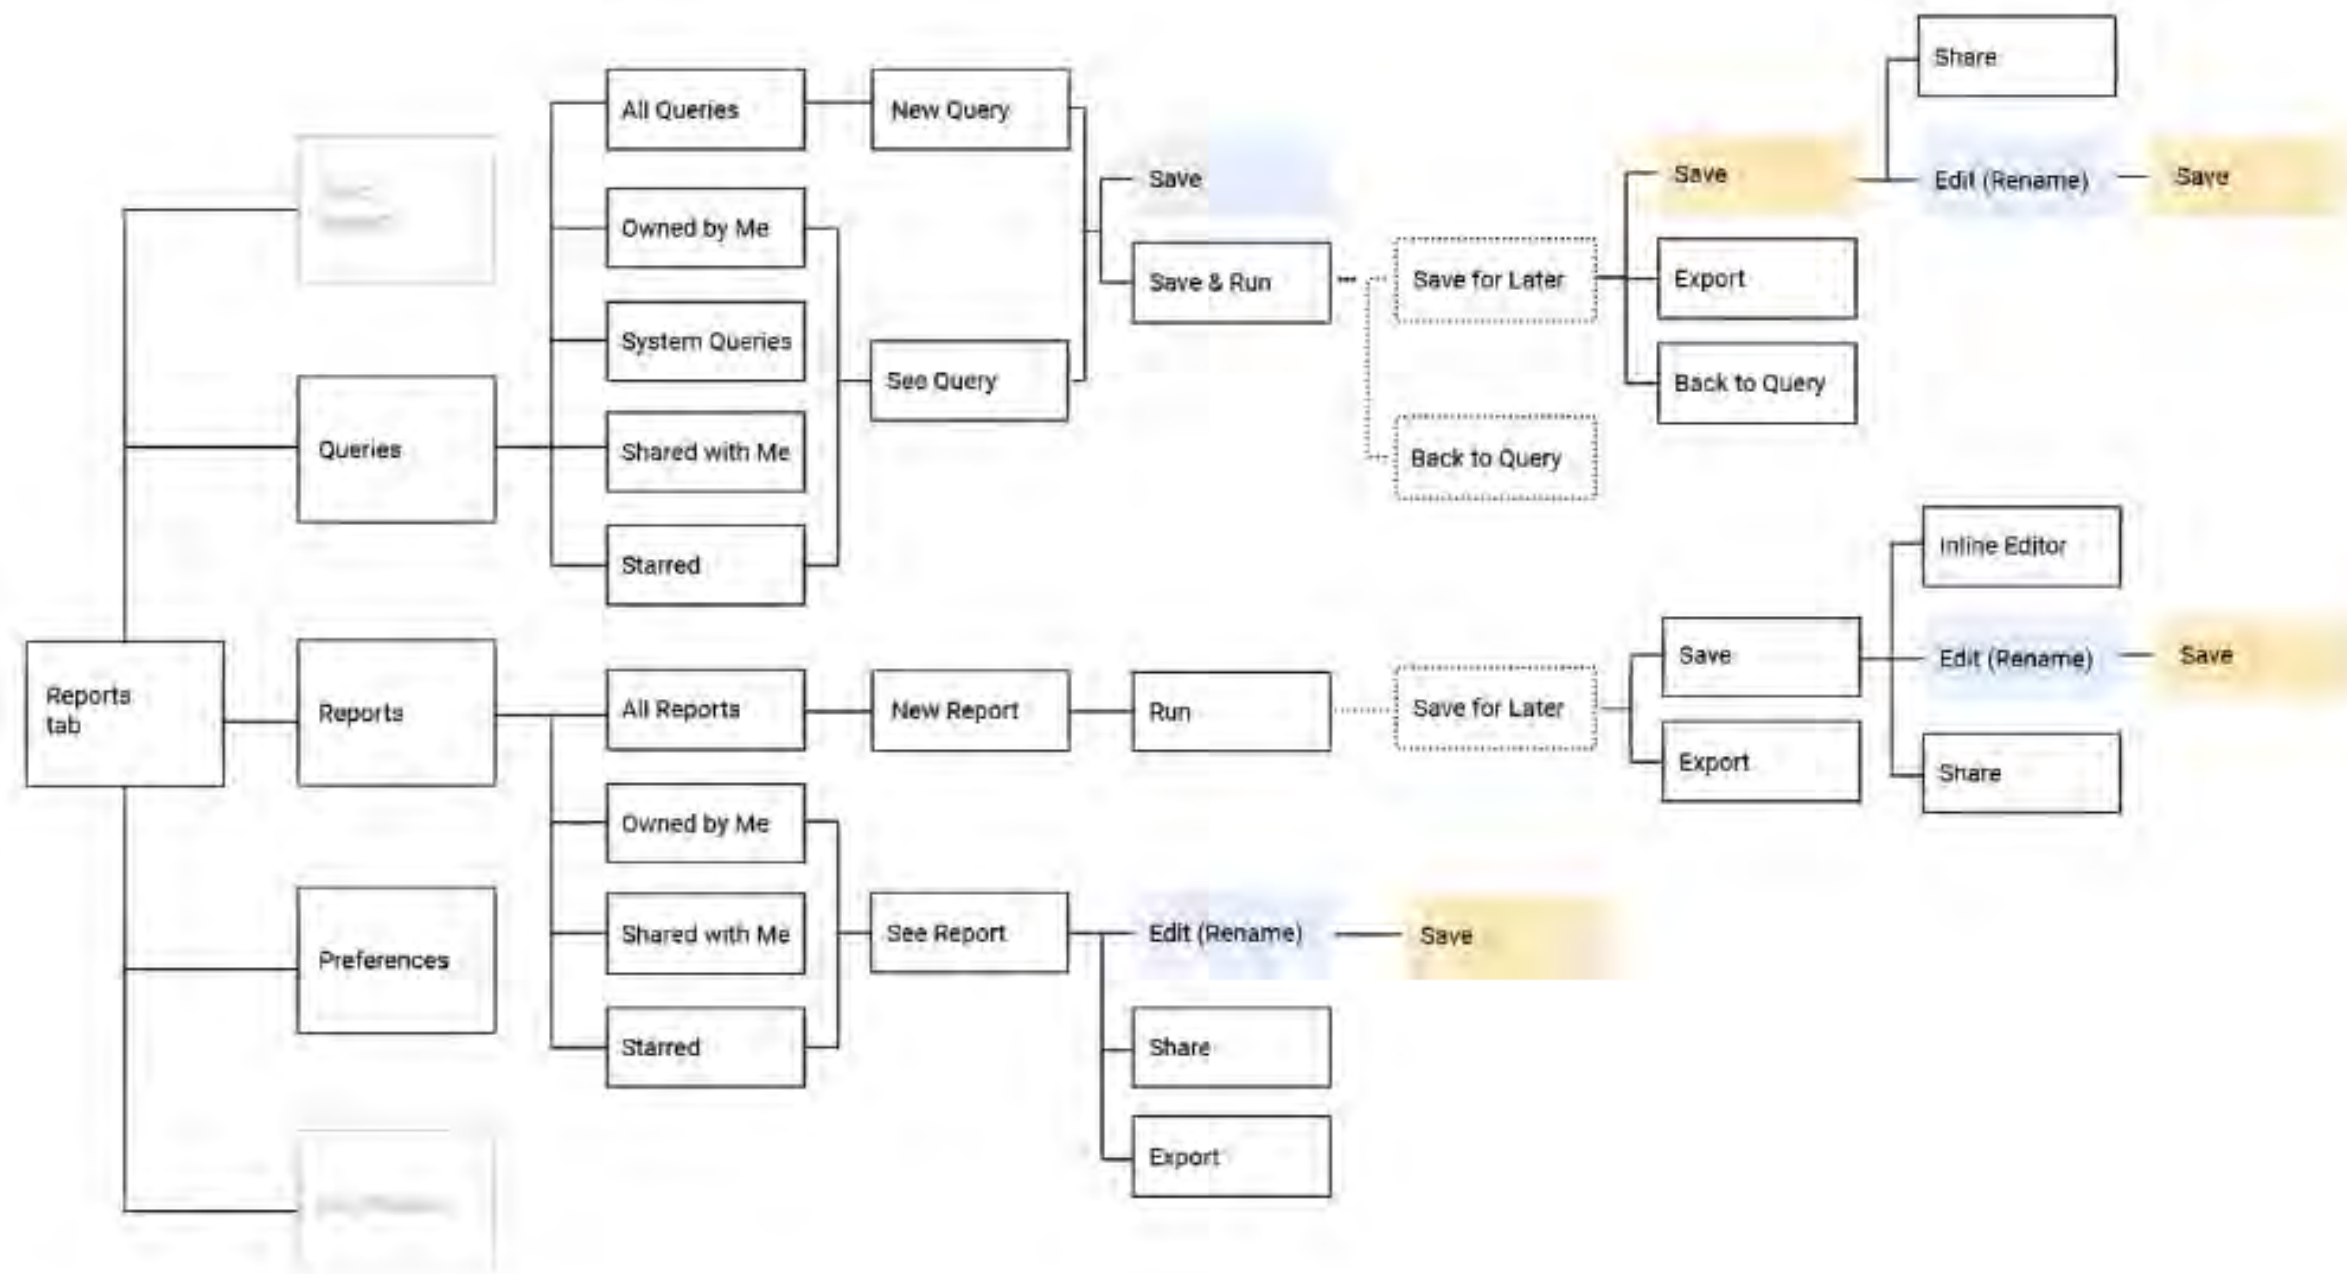 Share
All Queries
New Query
Save
Save
Edit (Rename)
Save
Owned by Me
Save & Run
Save for Later
Export
System Queries
See Query
Back to Query
Queries
Shared with Me
Back to Query
Starred
Inline Editor
Reports
tab
Reports
All Reports
New Report
Run
Save for Later
Save
Edit (Rename)
Save
Export
Share
Owned by Me
Preferences
Shared with Me
See Report
Edit (Rename)
Save
Starred
Share
Export